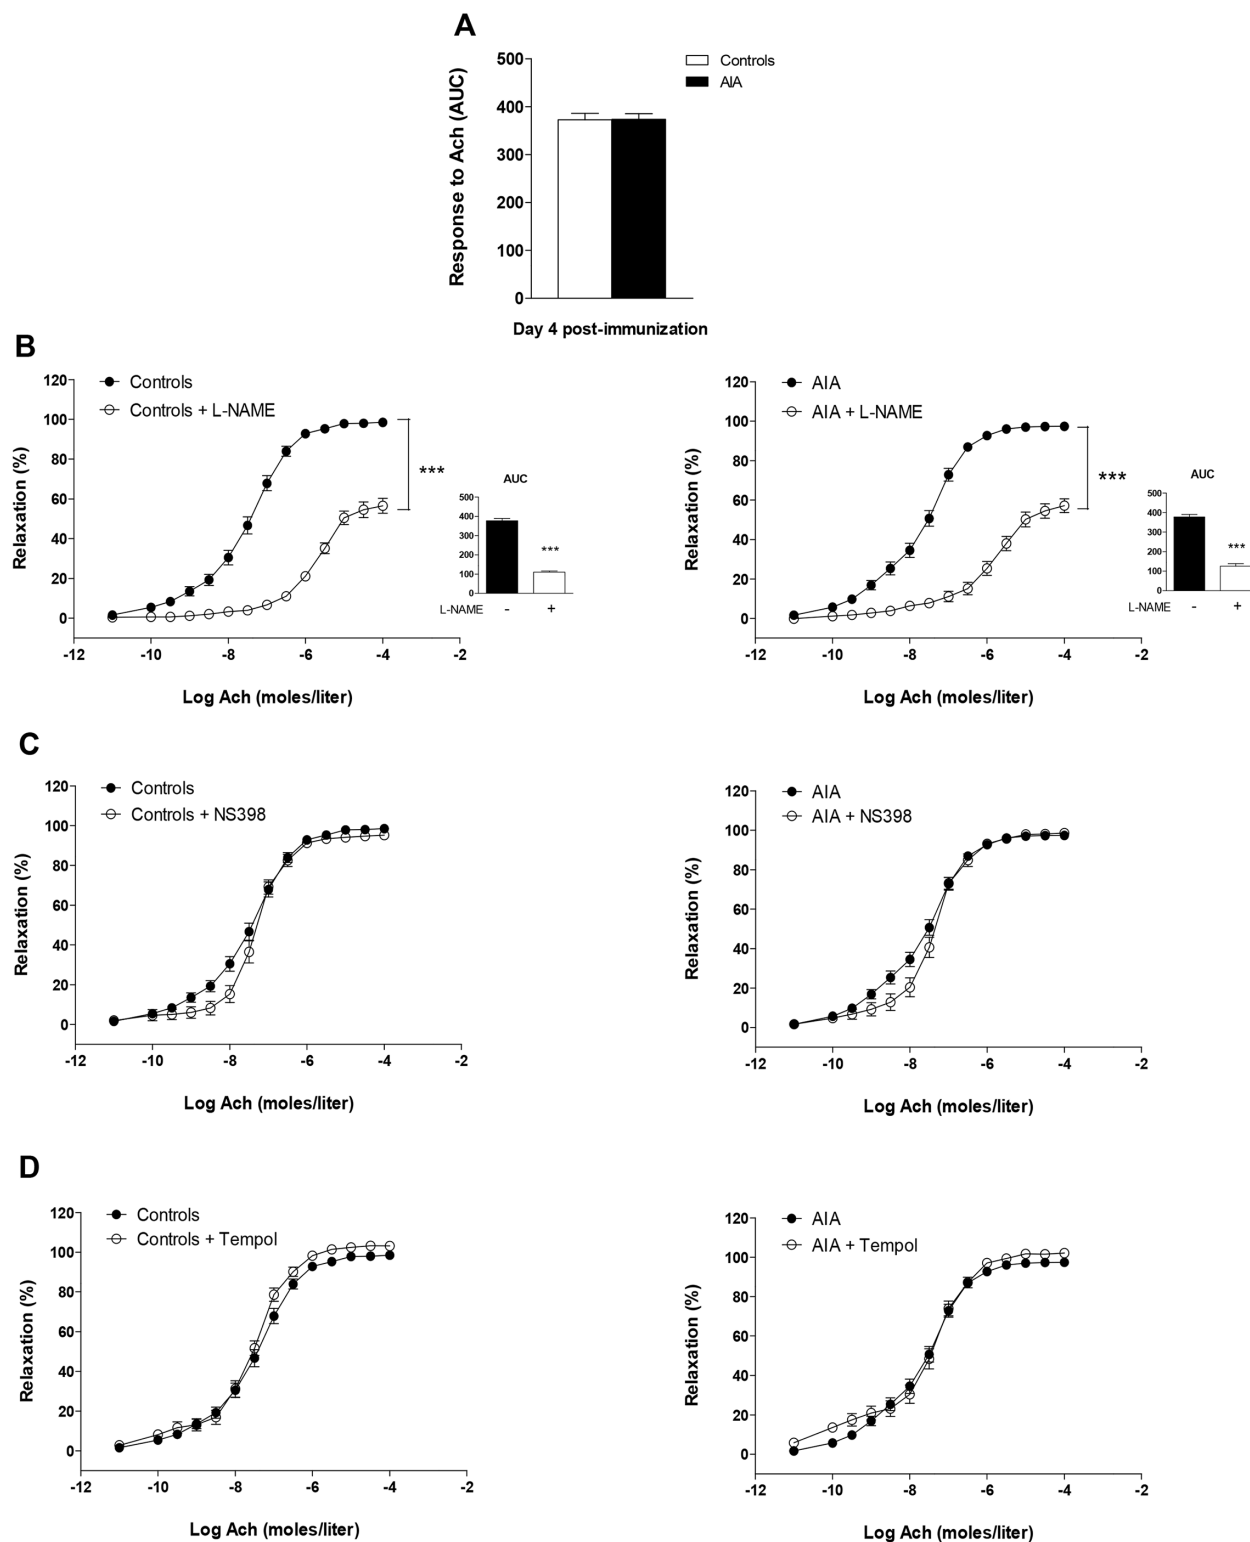 A
Response to Ach (AUC)
500
400
300
200
100
0
Controls
AIA
Day 4 post-immunization
B
Relaxation (%)
120
100
80
60
40
20
0
Controls
Controls + L-NAME
***
-12
-10
-8
-6
-4
-2
Log Ach (moles/liter)
AUC
500
400
300
200
100
0
***
L-NAME - +
Relaxation (%)
120
100
80
60
40
20
0
AIA
AIA + L-NAME
***
-12
-10
-8
-6
-4
-2
Log Ach (moles/liter)
AUC
500
400
300
200
100
0
***
L-NAME - +
C
Relaxation (%)
120
100
80
60
40
20
0
Controls
Controls + NS398
-12
-10
-8
-6
-4
-2
Log Ach (moles/liter)
Relaxation (%)
120
100
80
60
40
20
0
AIA
AIA + NS398
-12
-10
-8
-6
-4
-2
Log Ach (moles/liter)
D
Relaxation (%)
120
100
80
60
40
20
0
Controls
Controls + Tempol
-12
-10
-8
-6
-4
-2
Log Ach (moles/liter)
Relaxation (%)
120
100
80
60
40
20
0
AIA
AIA + Tempol
-12
-10
-8
-6
-4
-2
Log Ach (moles/liter)